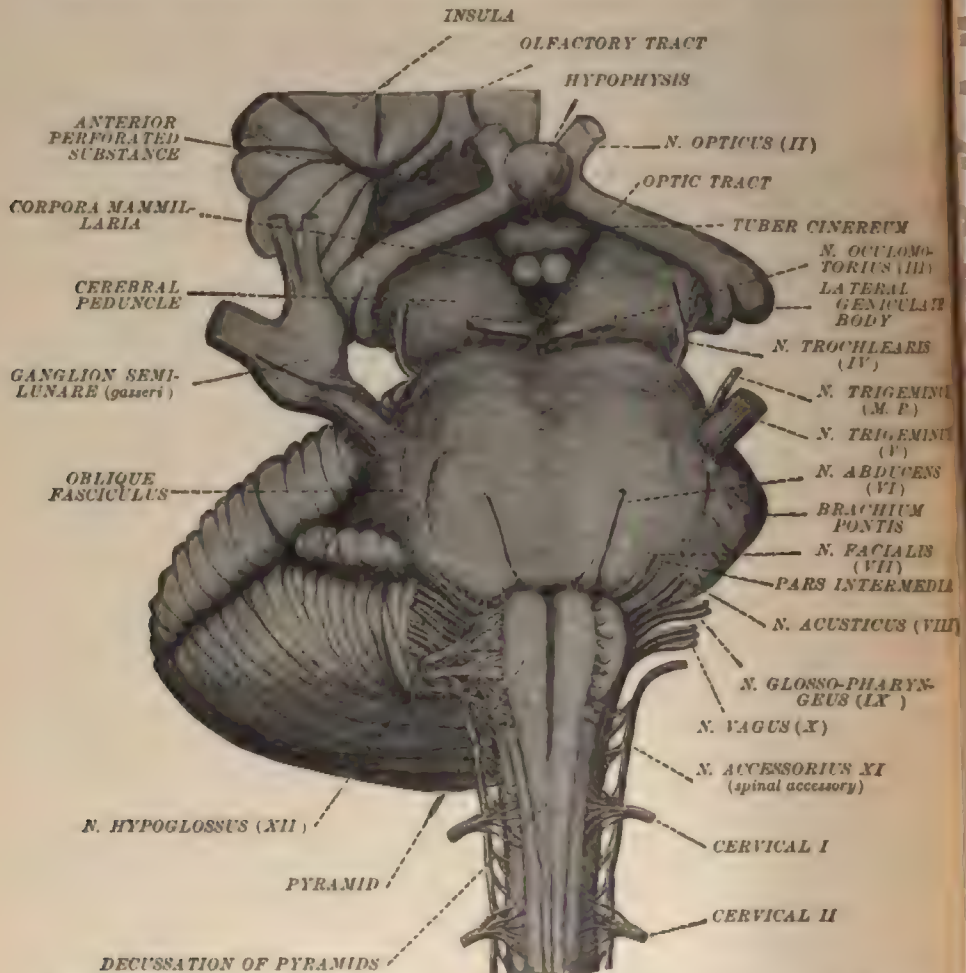 INSULA
OLFACTORY TRACT
HYPOPHYSIS
ANTERIOR
PERFORATED
SUBSTANCE
N. OPTICUS (II)
OPTIC TRACT
CORPORA MAMMIL-
LARIA
TUBER CINEREUM
N. OCULOMO-
TORIUS (III)
CEREBRAL
PEDUNCLE
LATERAL
GENICULAR
BODY
N. TROCHLEARIS
(IV)
GANGLION SEMI-
LUNARE (gasseri)
N. TRIGEMINU
(M. P.)
N. TRIGEMINU
(V)
OBLIQUE
FASCICULUS
N. ABDUCENS
(VI)
BRACHIUM
PONTIS
N. FACIALIS
(VII)
PARS INTERMEDIA
N. ACUSTICUS (VIII)
N. GLOSSO-PHARYN-
GEUS (IX)
N. VAGUS (X)
N. ACCESSORIUS XI
(spinal accessory)
N. HYPOGLOSSUS (XII)
CERVICAL I
PYRAMID
CERVICAL II
DECUSSATION OF PYRAMIDS